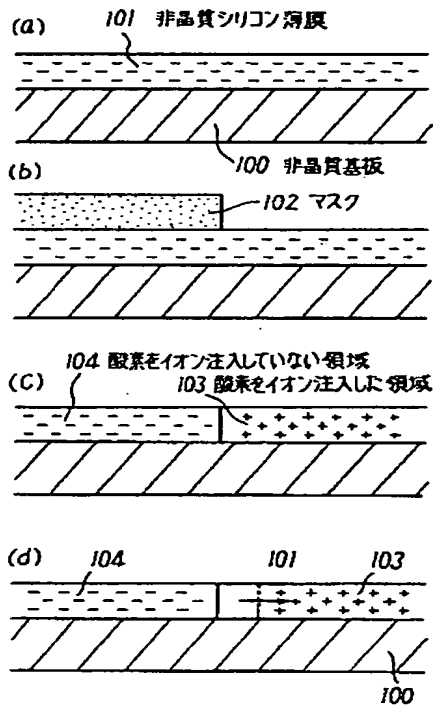 (a)
101 非晶質シリコン薄膜
100 非晶質基板
(b)
102 マスク
104 酸素をイオン注入していない領域
(C)
103 酸素をイオン注入した領域
(d)
104 101 103
100